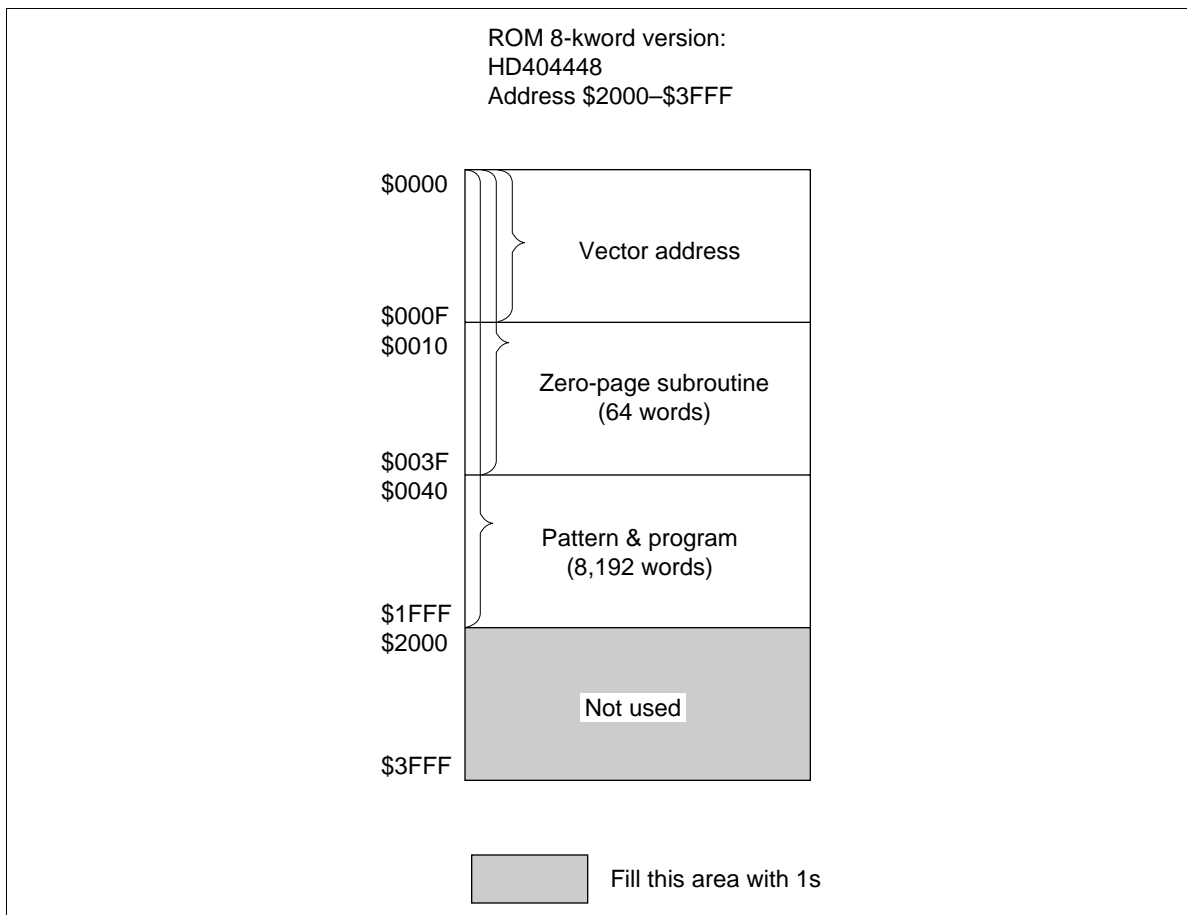 ROM 8-kword version:
HD404448
Address $2000–$3FFF
$0000
Vector address
$000F
$0010
Zero-page subroutine
(64 words)
$003F
$0040
Pattern & program
(8,192 words)
$1FFF
$2000
Not used
$3FFF
Fill this area with 1s